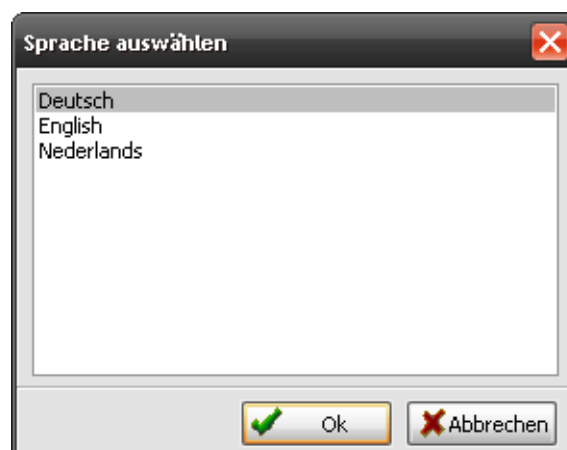 Sprache auswählen
Deutsch
English
Nederlands
Ok
Abbrechen